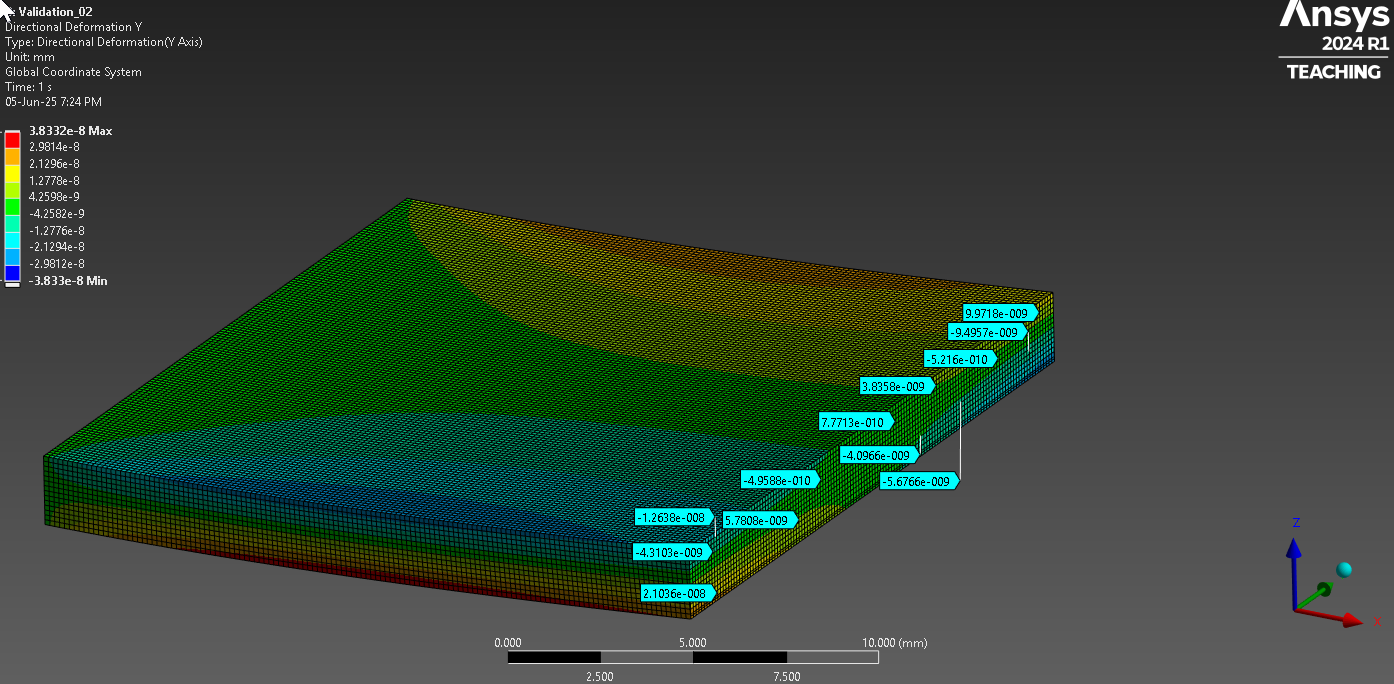 : Validation_02
Directional Deformation Y
Type: Directional Deformation(Y Axis)
Unit: mm
Global Coordinate System
Time: 1 s
05-Jun-25 7:24 PM
3.8332e-8 Max
2.9814e-8
2.1296e-8
1.2778e-8
4.2598e-9
-4.2582e-9
-1.2776e-8
-2.1294e-8
-2.9812e-8
-3.833e-8 Min
Ansys
2024 R1
TEACHING
9.9718e-009
-9.4957e-009
-5.216e-010
3.8358e-009
7.7713e-010
-4.0966e-009
-4.9588e-010
-5.6766e-009
-1.2638e-008
5.7808e-009
-4.3103e-009
2.1036e-008
Z
X
0.000
5.000
10.000 (mm)
2.500
7.500